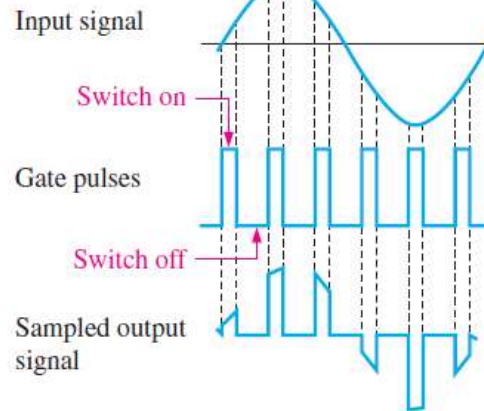 Input signal
Switch on
Gate pulses
Switch off
Sampled output
signal